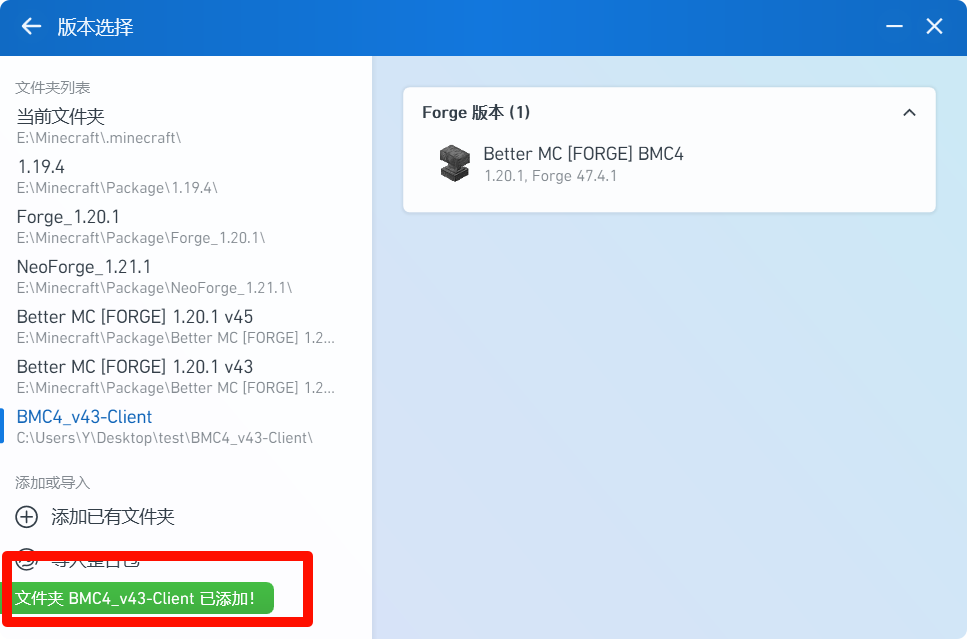 版本选择
文件夹列表
当前文件夹
E:\Minecraft\.minecraft\
1.19.4
E:\Minecraft\Package\1.19.4\
Forge_1.20.1
E:\Minecraft\Package\Forge_1.20.1\
NeoForge_1.21.1
E:\Minecraft\Package\NeoForge_1.21.1\
Better MC [FORGE] 1.20.1 v45
E:\Minecraft\Package\Better MC [FORGE] 1.2...
Better MC [FORGE] 1.20.1 v43
E:\Minecraft\Package\Better MC [FORGE] 1.2...
BMC4_v43-Client
C:\Users\Y\Desktop\test\BMC4_v43-Client\
添加或导入
添加已有文件夹
导入整合包
文件夹 BMC4_v43-Client 已添加！
Forge 版本 (1)
Better MC [FORGE] BMC4
1.20.1, Forge 47.4.1